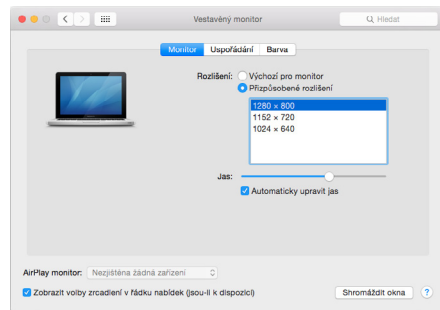 Vestavěný monitor
Hledat
Monitor Uspořádání Barva
Rozlišení: Výchozí pro monitor
Přizpůsobené rozlišení
1280 × 800
1152 × 720
1024 × 640
Jas:
Automaticky upravit jas
AirPlay monitor: Nezjištěna žádná zařízení
Zobrazit volby zrcadlení v řádku nabídek (jsou-li k dispozici) Shromáždit okna ?